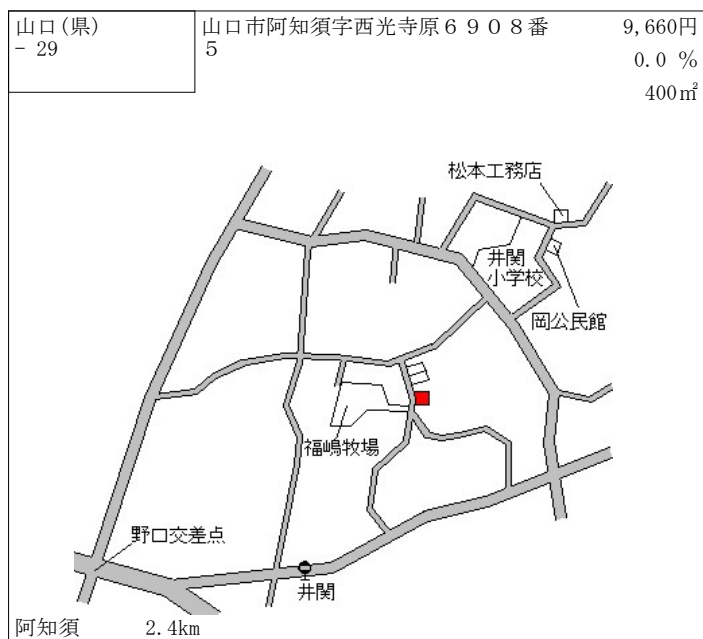 山口(県)
- 29
山口市阿知須字西光寺原６９０８番
５
9,660円
0.0 %
400㎡
松本工務店
井関
小学校
岡公民館
福嶋牧場
野口交差点
井関
阿知須 2.4km